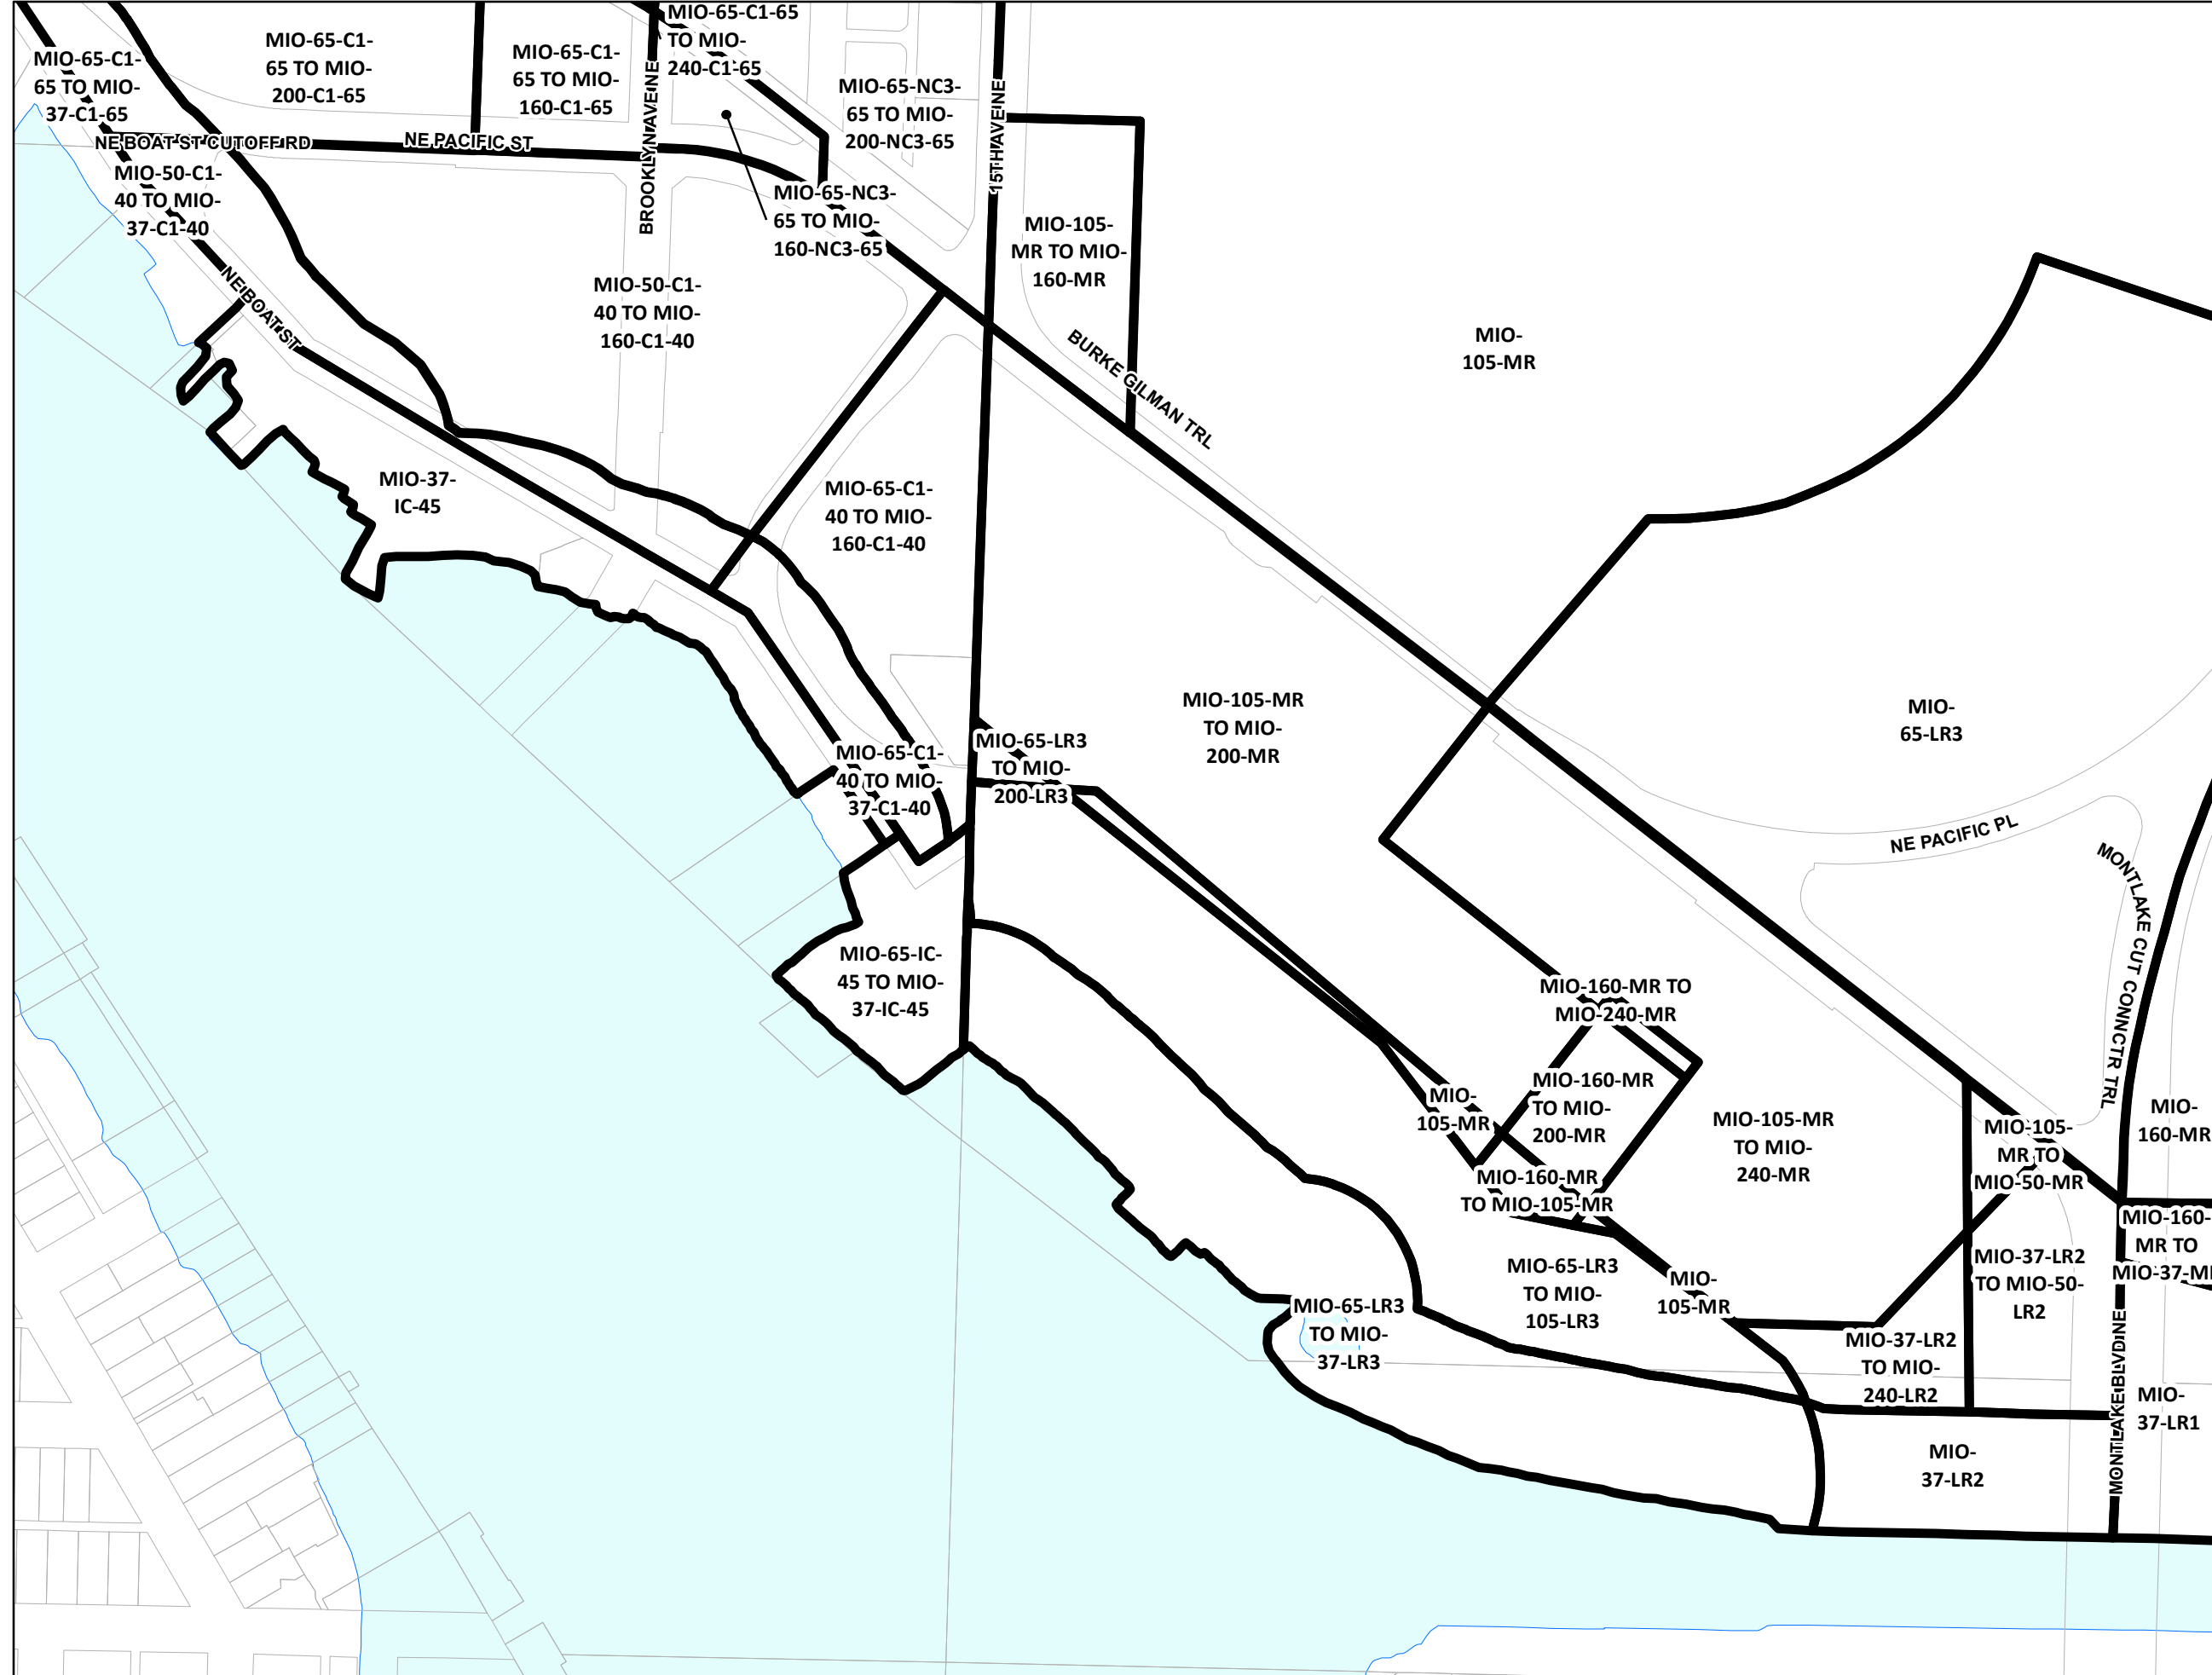 MIO-65-C1-65
TO MIO-
240-C1-65
MIO-65-C1-
65 TO MIO-
37-C1-65
MIO-65-C1-
65 TO MIO-
200-C1-65
MIO-65-C1-
65 TO MIO-
160-C1-65
MIO-65-NC3-
65 TO MIO-
200-NC3-65
BROOKLYN AVE NE
15TH AVE NE
NE BOAT ST CUTOFF RD
NE PACIFIC ST
MIO-50-C1-
40 TO MIO-
37-C1-40
MIO-65-NC3-
65 TO MIO-
160-NC3-65
MIO-105-
MR TO MIO-
160-MR
NE BOAT ST
MIO-50-C1-
40 TO MIO-
160-C1-40
BURKE GILMAN TRL
MIO-
105-MR
MIO-37-
IC-45
MIO-65-C1-
40 TO MIO-
160-C1-40
MIO-105-MR
TO MIO-
200-MR
MIO-
65-LR3
MIO-65-C1-
40 TO MIO-
37-C1-40
MIO-65-LR3
TO MIO-
200-LR3
NE PACIFIC PL
MONTLAKE CUT CONNCTR TRL
MIO-65-IC-
45 TO MIO-
37-IC-45
MIO-160-MR TO
MIO-240-MR
MIO-
105-MR
MIO-160-MR
TO MIO-
200-MR
MIO-105-MR
TO MIO-
240-MR
MIO-105-
MR TO
MIO-50-MR
MIO-
160-MR
MIO-160-MR
TO MIO-105-MR
MIO-160-
MR TO
MIO-37-M
MIO-65-LR3
TO MIO-
37-LR3
MIO-65-LR3
TO MIO-
105-LR3
MIO-
105-MR
MIO-37-LR2
TO MIO-50-
LR2
MIO-37-LR2
TO MIO-
240-LR2
MONTLAKE BLVD NE
MIO-
37-LR1
MIO-
37-LR2